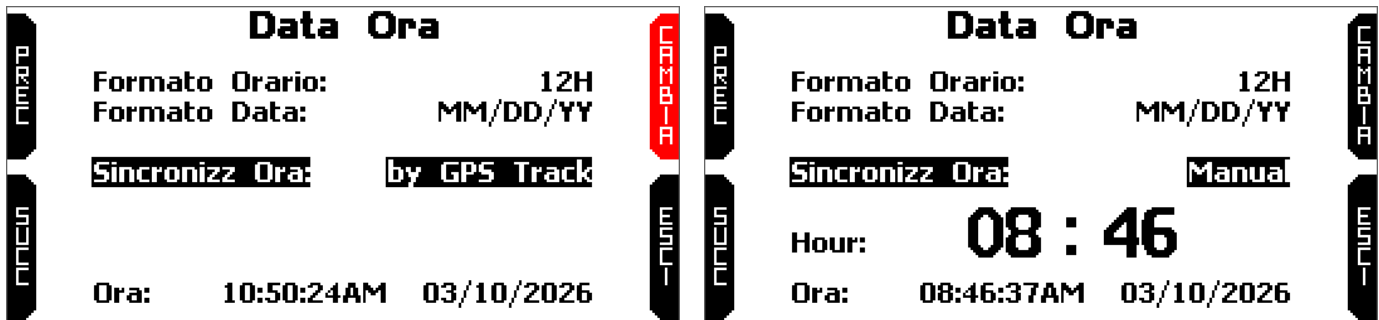 Data Ora
PREC
CAMBIA
Formato Orario: 12H
Formato Data: MM/DD/YY
Sincronizz Ora: by GPS Track
SUCC
ESCI
Ora: 10:50:24AM 03/10/2026
Data Ora
PREC
CAMBIA
Formato Orario: 12H
Formato Data: MM/DD/YY
Sincronizz Ora: Manual
SUCC
ESCI
Hour: 08 : 46
Ora: 08:46:37AM 03/10/2026